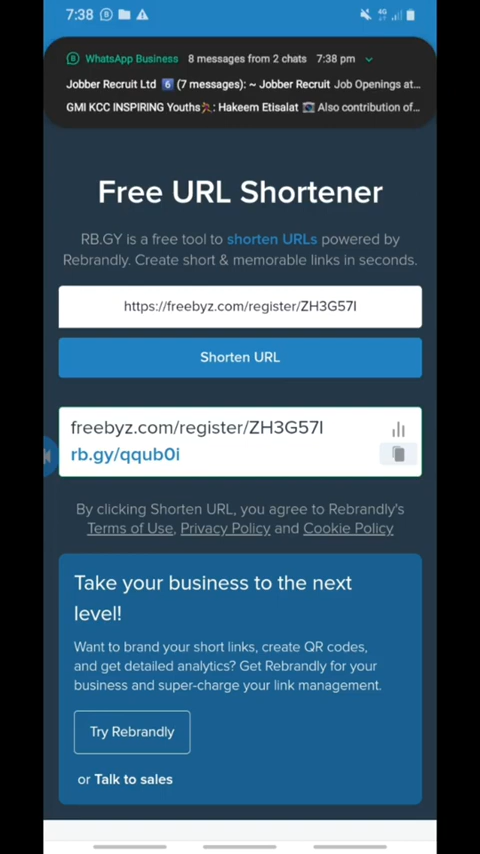 7:38
4G
WhatsApp Business 8 messages from 2 chats 7:38 pm
Jobber Recruit Ltd 6 (7 messages): ~ Jobber Recruit Job Openings at...
GMI KCC INSPIRING Youths: Hakeem Etisalat Also contribution of...
Free URL Shortener
RB.GY is a free tool to shorten URLs powered by
Rebrandly. Create short & memorable links in seconds.
https://freebyz.com/register/ZH3G57I
Shorten URL
freebyz.com/register/ZH3G57I
rb.gy/qqub0i
By clicking Shorten URL, you agree to Rebrandly's
Terms of Use, Privacy Policy and Cookie Policy
Take your business to the next
level!
Want to brand your short links, create QR codes,
and get detailed analytics? Get Rebrandly for your
business and super-charge your link management.
Try Rebrandly
or Talk to sales